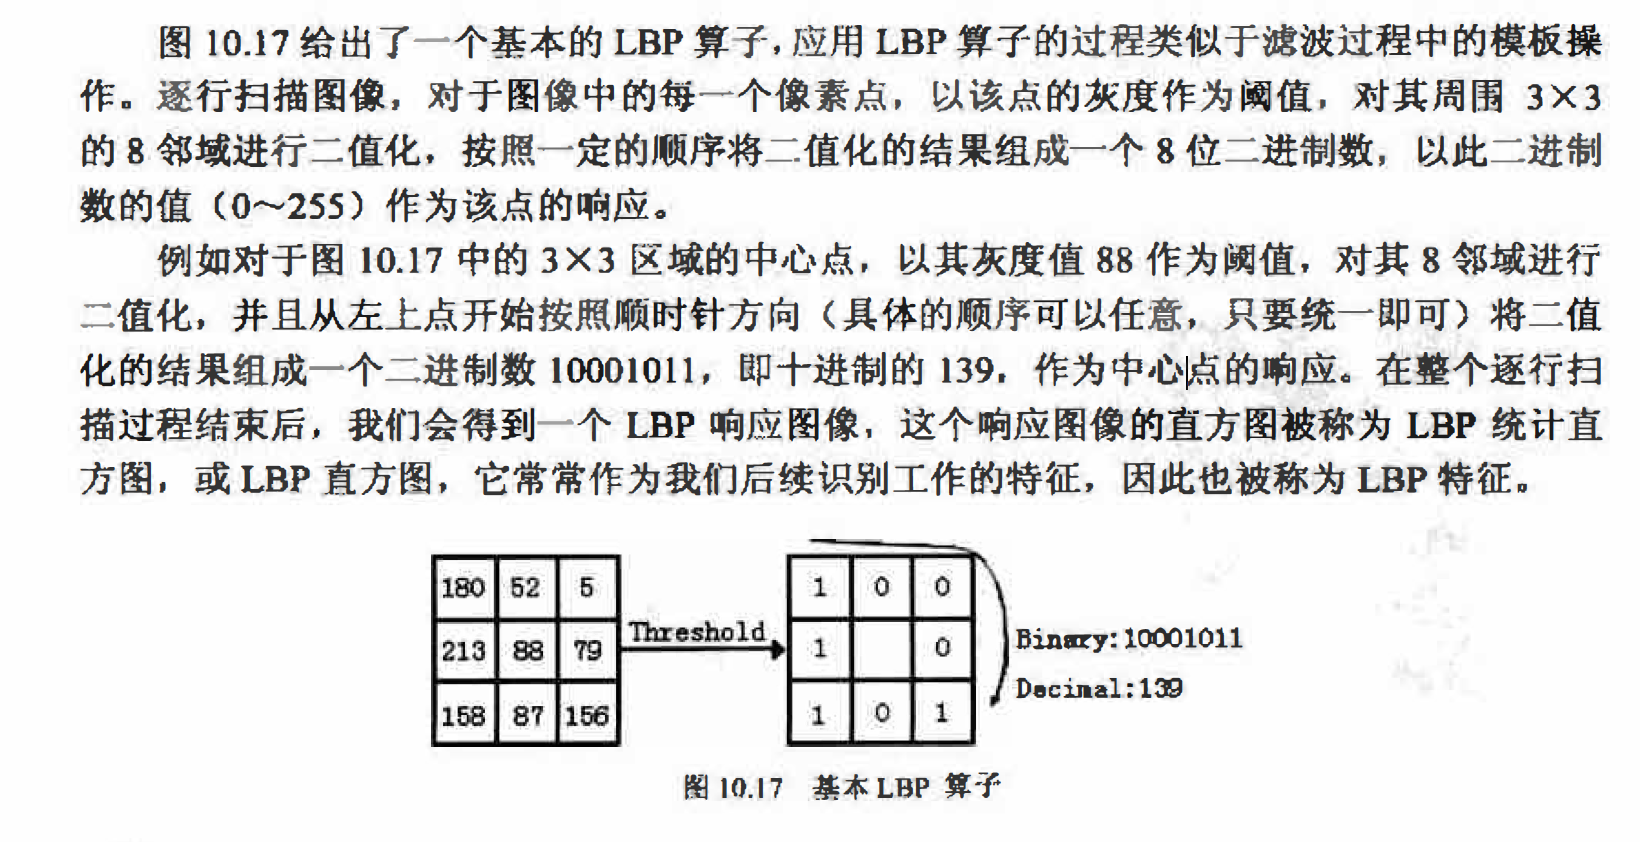 图 10.17 给出了一个基本的 LBP 算子，应用 LBP 算子的过程类似于滤波过程中的模板操
作。逐行扫描图像，对于图像中的每一个像素点，以该点的灰度作为阈值，对其周围 3×3
的 8 邻域进行二值化，按照一定的顺序将二值化的结果组成一个 8 位二进制数，以此二进制
数的值（0～255）作为该点的响应。
例如对于图 10.17 中的 3×3 区域的中心点，以其灰度值 88 作为阈值，对其 8 邻域进行
二值化，并且从左上点开始按照顺时针方向（具体的顺序可以任意，只要统一即可）将二值
化的结果组成一个二进制数 10001011，即十进制的 139，作为中心点的响应。在整个逐行扫
描过程结束后，我们会得到一个 LBP 响应图像，这个响应图像的直方图被称为 LBP 统计直
方图，或 LBP 直方图，它常常作为我们后续识别工作的特征，因此也被称为 LBP 特征。
180 52 5
213 88 79
158 87 156
Threshold
1 0 0
1 0
1 0 1
Binary:10001011
Decimal:139
图 10.17 基本 LBP 算子